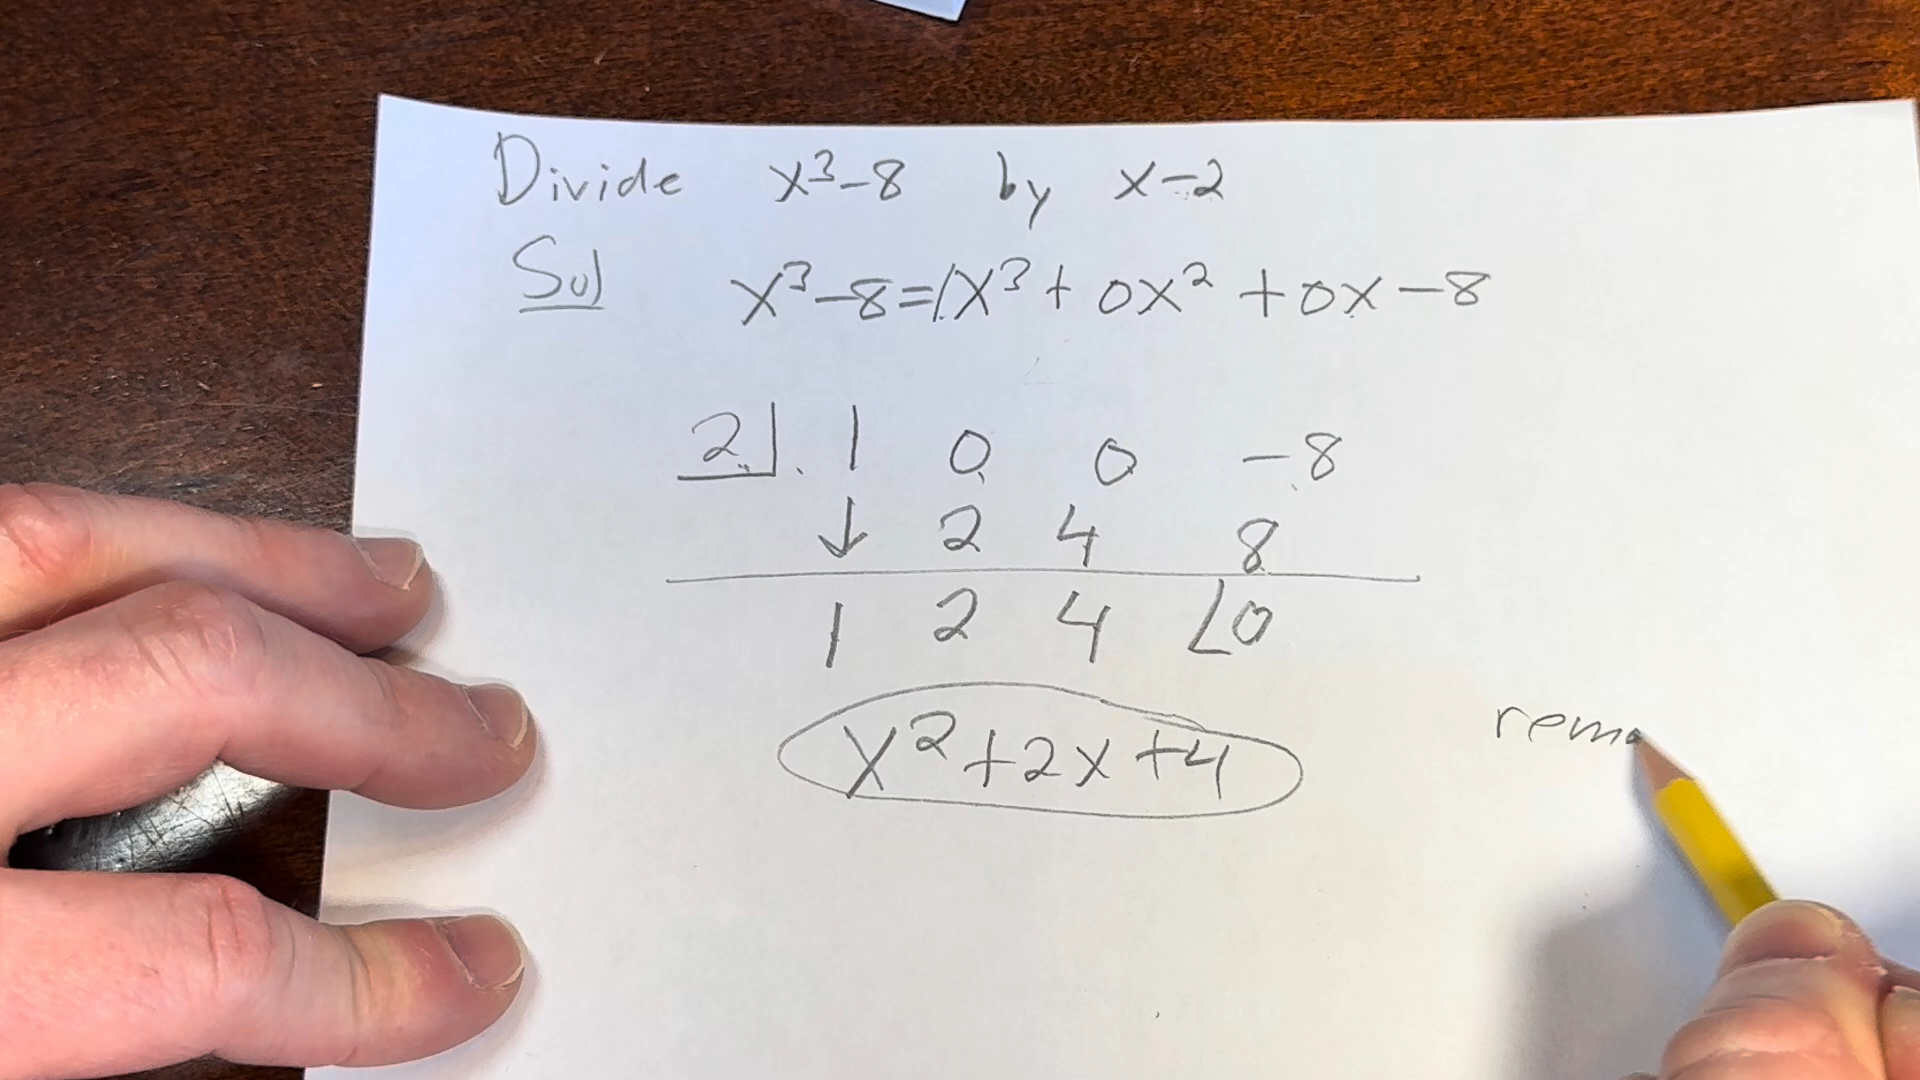 Divide x³-8 by x-2
Sol x³-8=1x³+0x²+0x-8
2 1 0 0 -8
↓ 2 4 8
1 2 4 0
rema
x²+2x+4